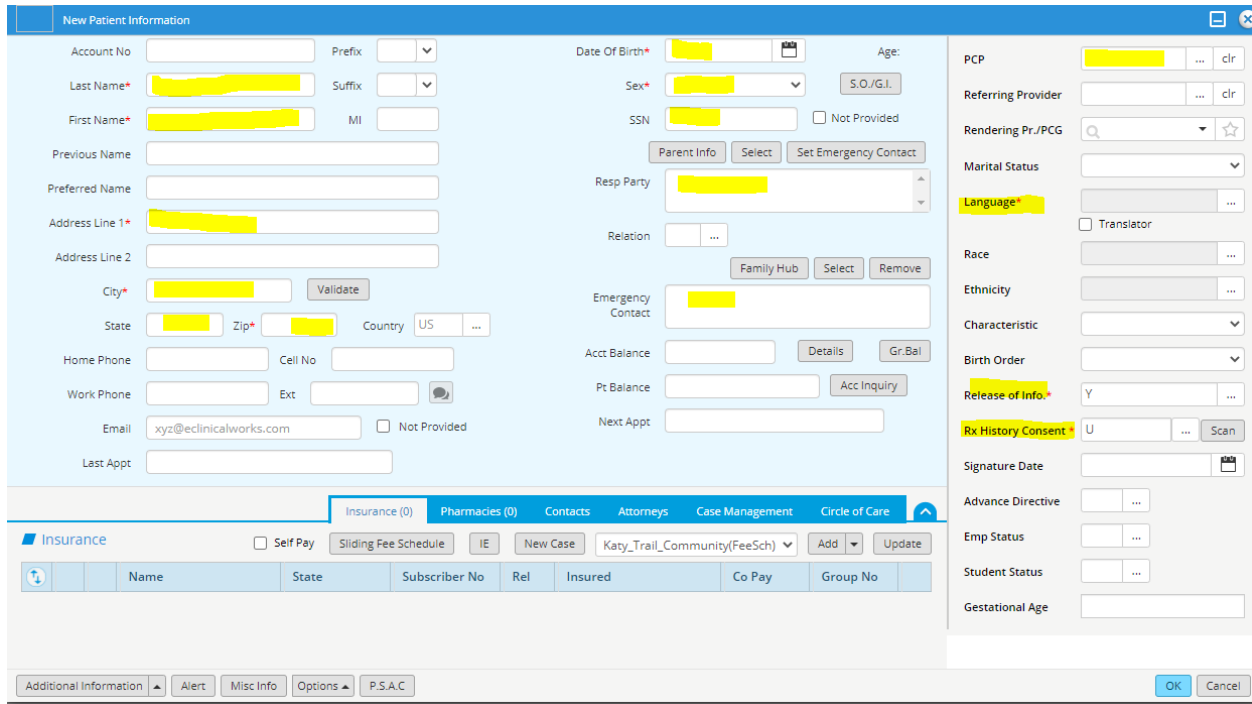 New Patient Information
Account No Prefix Date Of Birth* Age:
Last Name* Suffix Sex* S.O./G.I.
First Name* MI SSN Not Provided
Previous Name Parent Info Select Set Emergency Contact
Preferred Name Resp Party
Address Line 1* Relation
Address Line 2 Family Hub Select Remove
City* Validate Emergency Contact
State Zip* Country US ...
Home Phone Cell No Acct Balance Details Gr.Bal
Work Phone Ext Pt Balance Acc Inquiry
Email xyz@eclinicalworks.com Not Provided Next Appt
Last Appt
PCP ... clr
Referring Provider ... clr
Rendering Pr./PCG
Marital Status
Language* ...
Translator
Race ...
Ethnicity ...
Characteristic
Birth Order
Release of Info.* Y ...
Rx History Consent * U ... Scan
Signature Date
Advance Directive ...
Emp Status ...
Student Status ...
Gestational Age
Insurance (0) Pharmacies (0) Contacts Attorneys Case Management Circle of Care
Insurance Self Pay Sliding Fee Schedule IE New Case Katy_Trail_Community(FeeSch) Add Update
Name State Subscriber No Rel Insured Co Pay Group No
Additional Information Alert Misc Info Options P.S.A.C OK Cancel